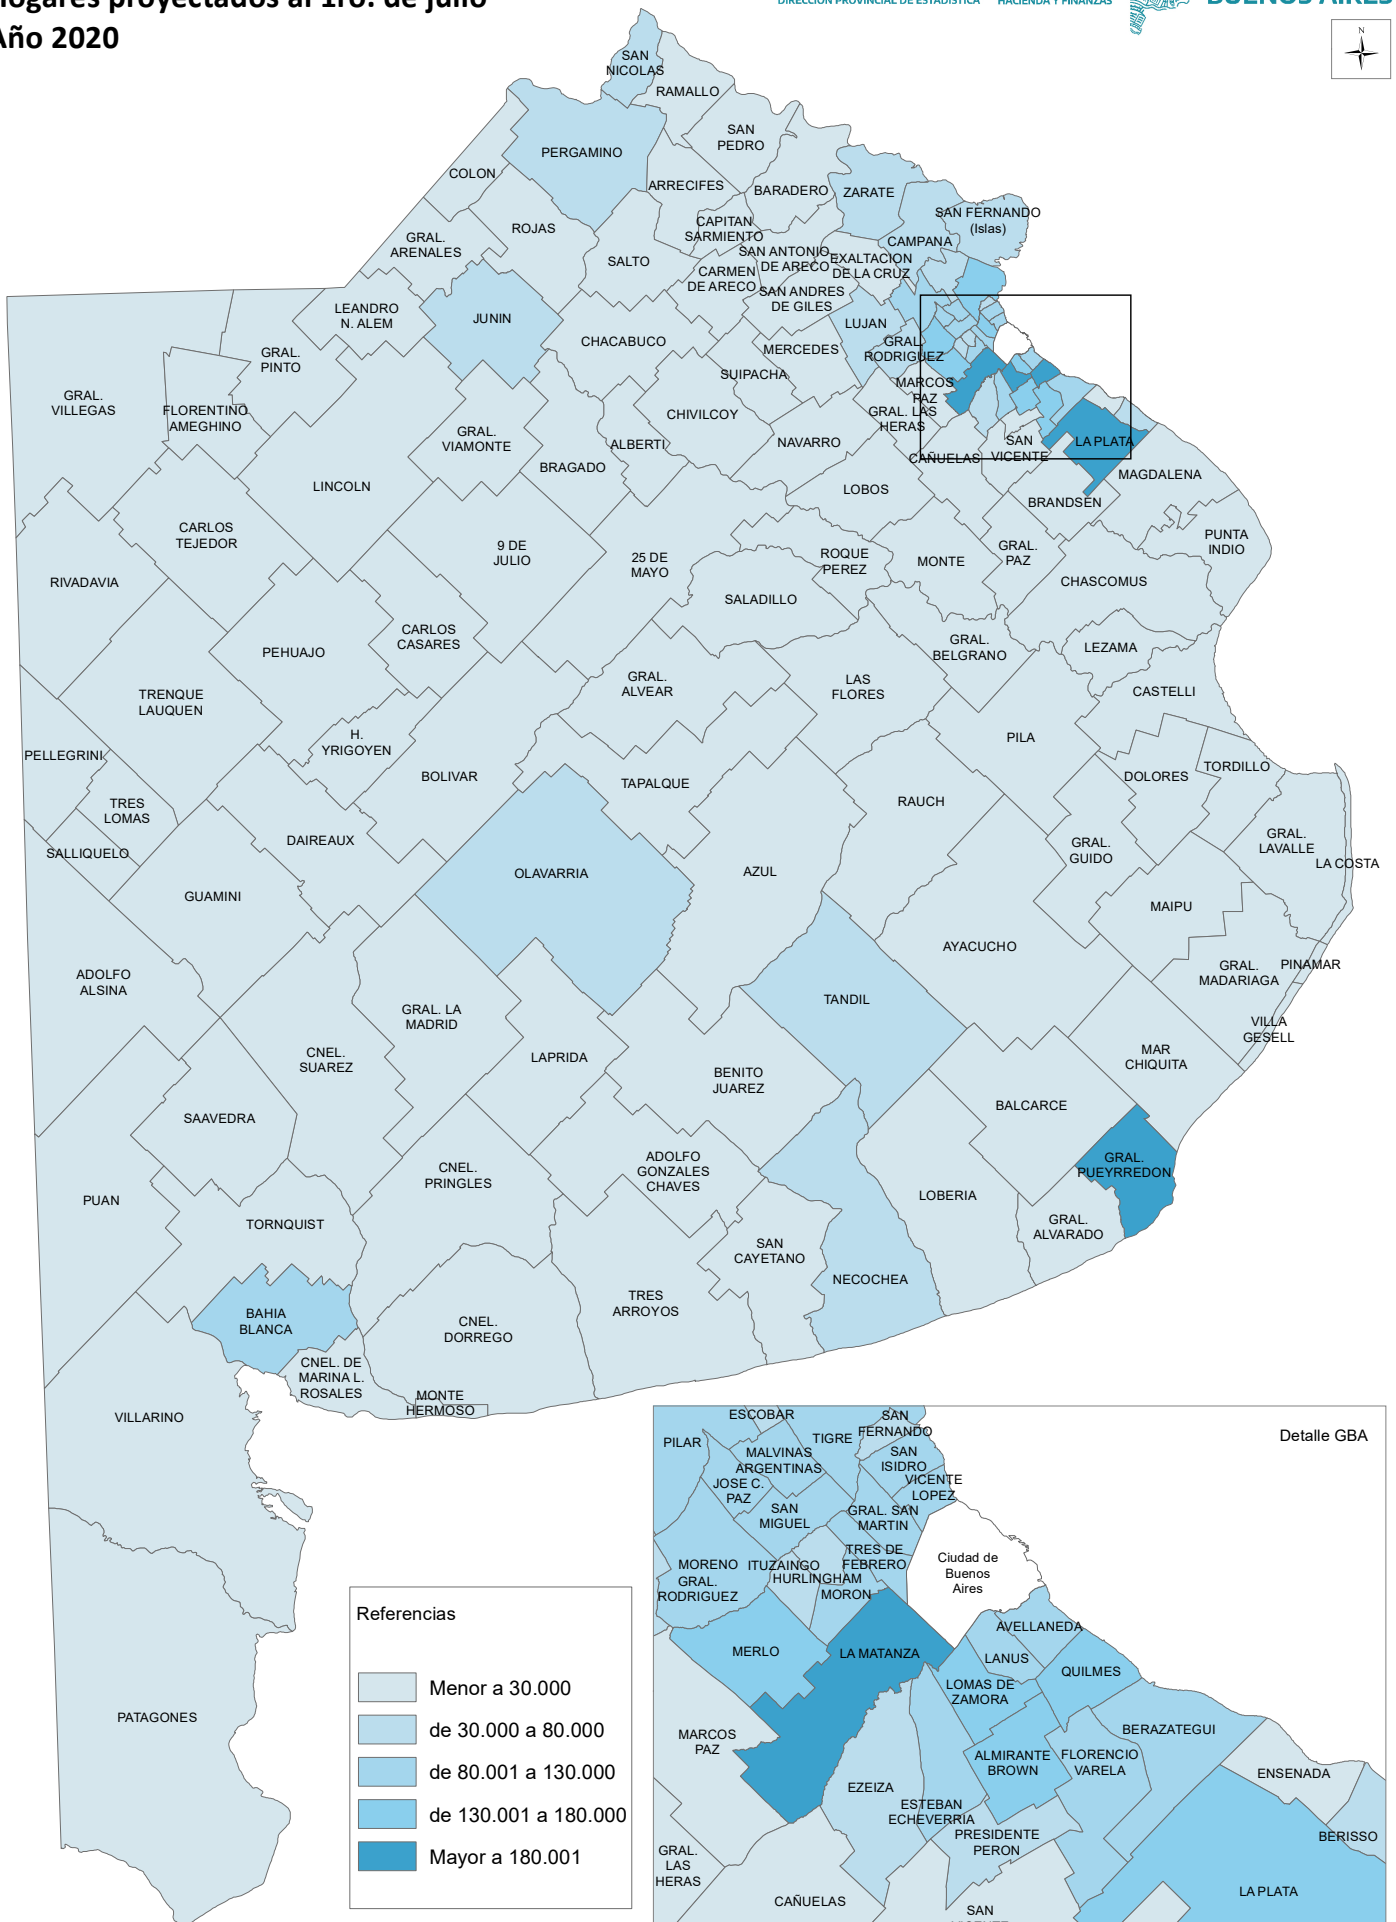 Hogares proyectados al 1ro. de julio
Año 2020
DIRECCIÓN PROVINCIAL DE ESTADÍSTICA
HACIENDA Y FINANZAS
BUENOS AIRES
N
SAN
NICOLAS
RAMALLO
SAN
PEDRO
PERGAMINO
COLON
ARRECIFES
BARADERO
ZARATE
SAN FERNANDO
(Islas)
ROJAS
CAPITAN
SARMIENTO
GRAL.
ARENALES
CAMPANA
SALTO
SAN ANTONIO
DE ARECO
EXALTACION
DE LA CRUZ
CARMEN
DE ARECO
SAN ANDRES
DE GILES
LEANDRO
N. ALEM
JUNIN
LUJAN
CHACABUCO
MERCEDES
GRAL.
RODRIGUEZ
GRAL.
PINTO
SUIPACHA
MARCOS
PAZ
GRAL.
VILLEGAS
FLORENTINO
AMEGHINO
CHIVILCOY
GRAL. LAS
HERAS
GRAL.
VIAMONTE
ALBERTI
NAVARRO
SAN
VICENTE
LA PLATA
CAÑUELAS
BRAGADO
MAGDALENA
LINCOLN
LOBOS
BRANDSEN
CARLOS
TEJEDOR
9 DE
JULIO
25 DE
MAYO
ROQUE
PEREZ
MONTE
GRAL.
PAZ
PUNTA
INDIO
RIVADAVIA
CHASCOMUS
SALADILLO
CARLOS
CASARES
PEHUAJO
GRAL.
BELGRANO
LEZAMA
GRAL.
ALVEAR
LAS
FLORES
TRENQUE
LAUQUEN
CASTELLI
H.
YRIGOYEN
PILA
PELLEGRINI
BOLIVAR
TAPALQUE
DOLORES
TORDILLO
TRES
LOMAS
RAUCH
DAIREAUX
GRAL.
GUIDO
GRAL.
LAVALLE
SALLIQUELO
LA COSTA
OLAVARRIA
AZUL
GUAMINI
MAIPU
AYACUCHO
ADOLFO
ALSINA
GRAL.
MADARIAGA
PINAMAR
TANDIL
GRAL. LA
MADRID
VILLA
GESELL
CNEL.
SUAREZ
LAPRIDA
MAR
CHIQUITA
BENITO
JUAREZ
BALCARCE
SAAVEDRA
ADOLFO
GONZALES
CHAVES
GRAL.
PUEYRREDON
CNEL.
PRINGLES
PUAN
LOBERIA
TORNQUIST
GRAL.
ALVARADO
SAN
CAYETANO
NECOCHEA
TRES
ARROYOS
BAHIA
BLANCA
CNEL.
DORREGO
CNEL. DE
MARINA L.
ROSALES
MONTE
HERMOSO
VILLARINO
PATAGONES
Referencias
Menor a 30.000
de 30.000 a 80.000
de 80.001 a 130.000
de 130.001 a 180.000
Mayor a 180.001
Detalle GBA
ESCOBAR
SAN
FERNANDO
PILAR
TIGRE
MALVINAS
ARGENTINAS
SAN
ISIDRO
JOSE C.
PAZ
VICENTE
LOPEZ
SAN
MIGUEL
GRAL. SAN
MARTIN
TRES DE
FEBRERO
Ciudad de
Buenos
Aires
MORENO
ITUZAINGO
HURLINGHAM
GRAL.
RODRIGUEZ
MORON
AVELLANEDA
MERLO
LA MATANZA
LANUS
QUILMES
LOMAS DE
ZAMORA
BERAZATEGUI
MARCOS
PAZ
ALMIRANTE
BROWN
FLORENCIO
VARELA
ENSENADA
EZEIZA
ESTEBAN
ECHEVERRIA
PRESIDENTE
PERON
BERISSO
GRAL.
LAS
HERAS
LA PLATA
CAÑUELAS
SAN